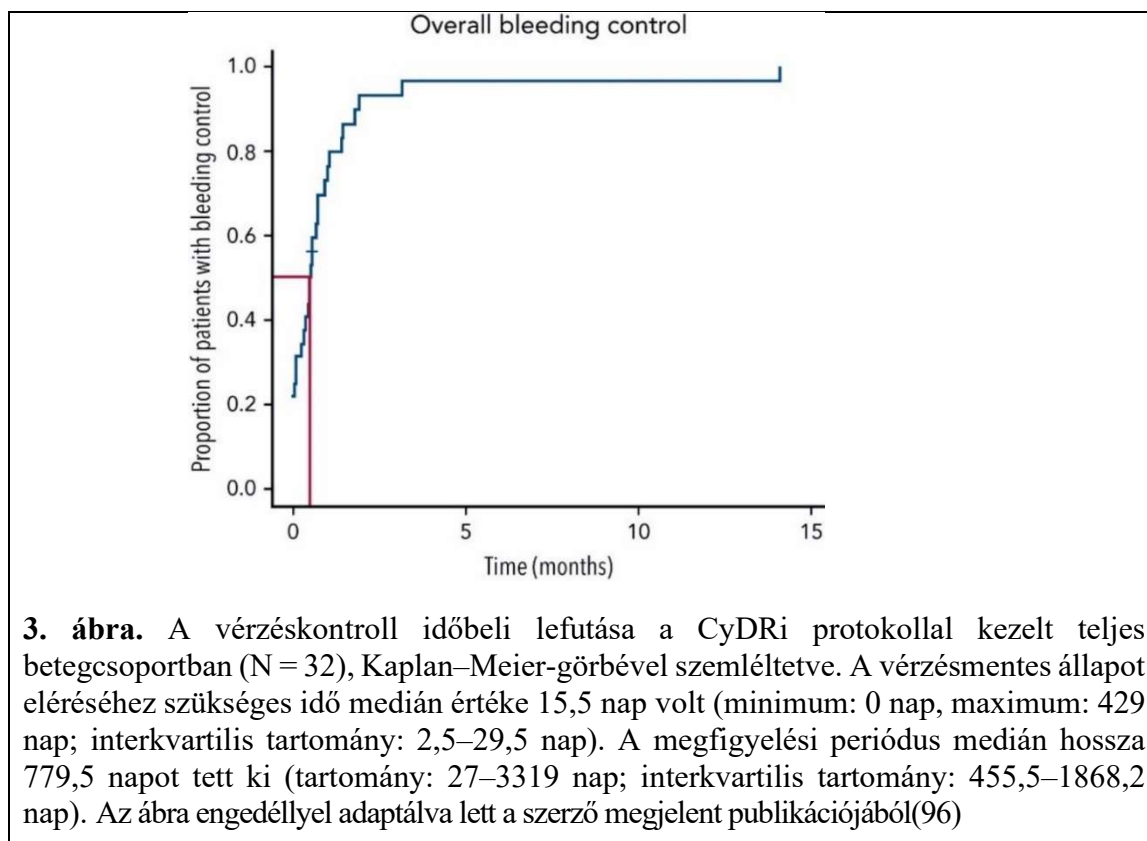 Overall bleeding control
Proportion of patients with bleeding control
1.0
0.8
0.6
0.4
0.2
0.0
0 5 10 15
Time (months)
3. ábra. A vérzéskontroll időbeli lefutása a CyDRi protokollal kezelt teljes
betegcsoportban (N = 32), Kaplan–Meier-görbével szemléltetve. A vérzésmentes állapot
eléréséhez szükséges idő medián értéke 15,5 nap volt (minimum: 0 nap, maximum: 429
nap; interkvartilis tartomány: 2,5–29,5 nap). A megfigyelési periódus medián hossza
779,5 napot tett ki (tartomány: 27–3319 nap; interkvartilis tartomány: 455,5–1868,2
nap). Az ábra engedéllyel adaptálva lett a szerző megjelent publikációjából(96)